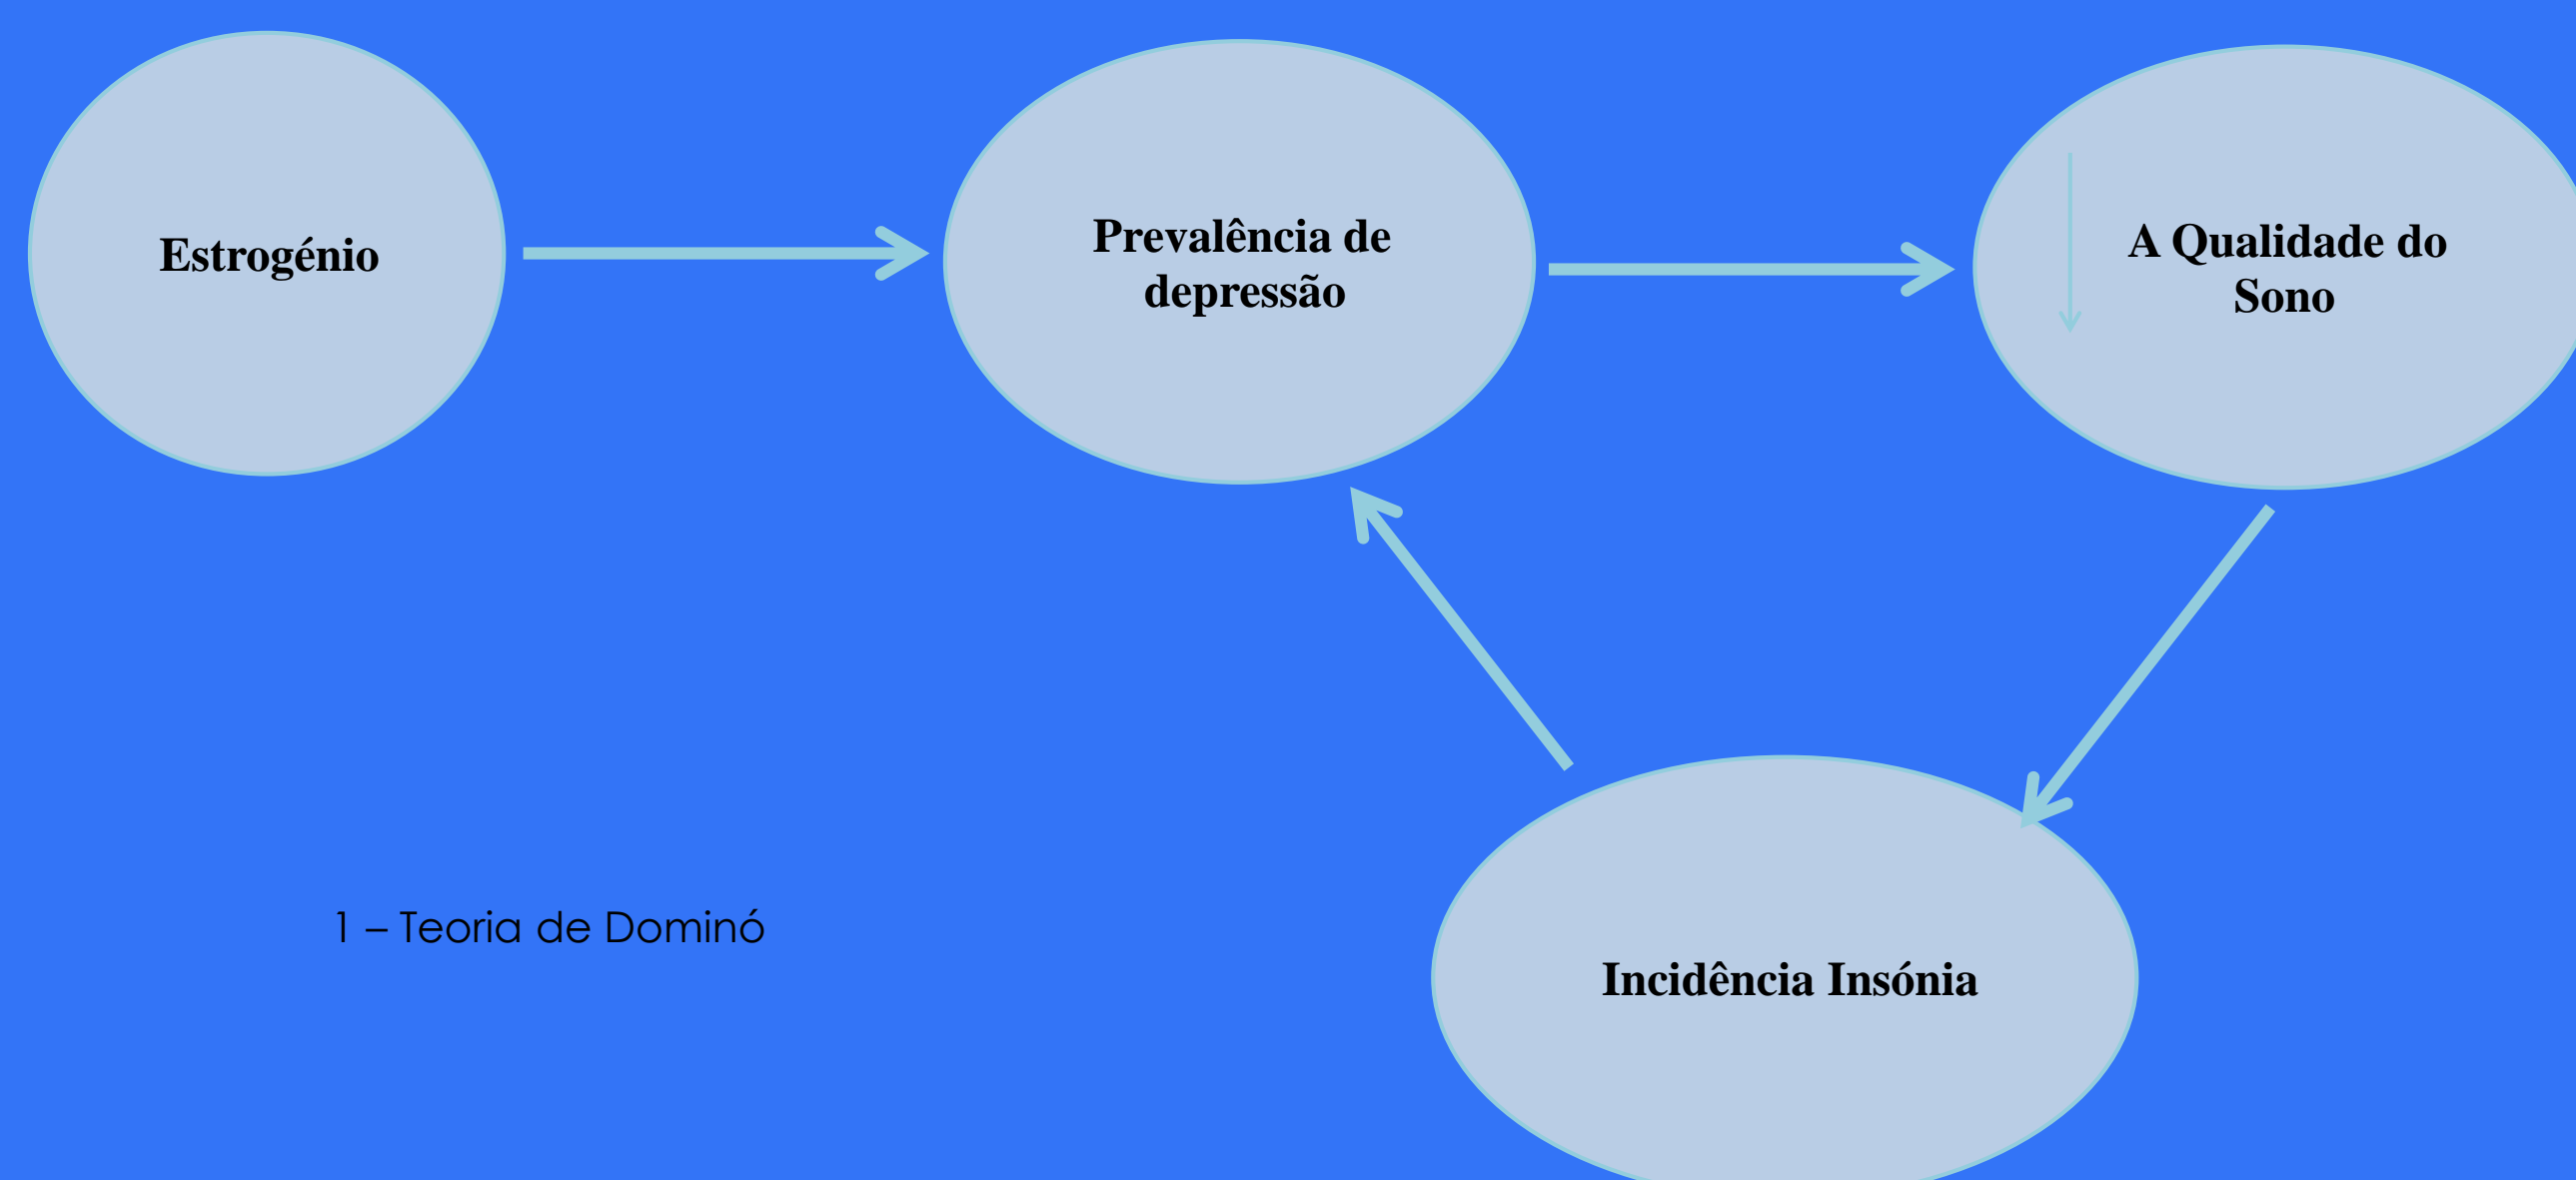 Estrogénio
Prevalência de
depressão
A Qualidade do
Sono
1 – Teoria de Dominó
Incidência Insónia